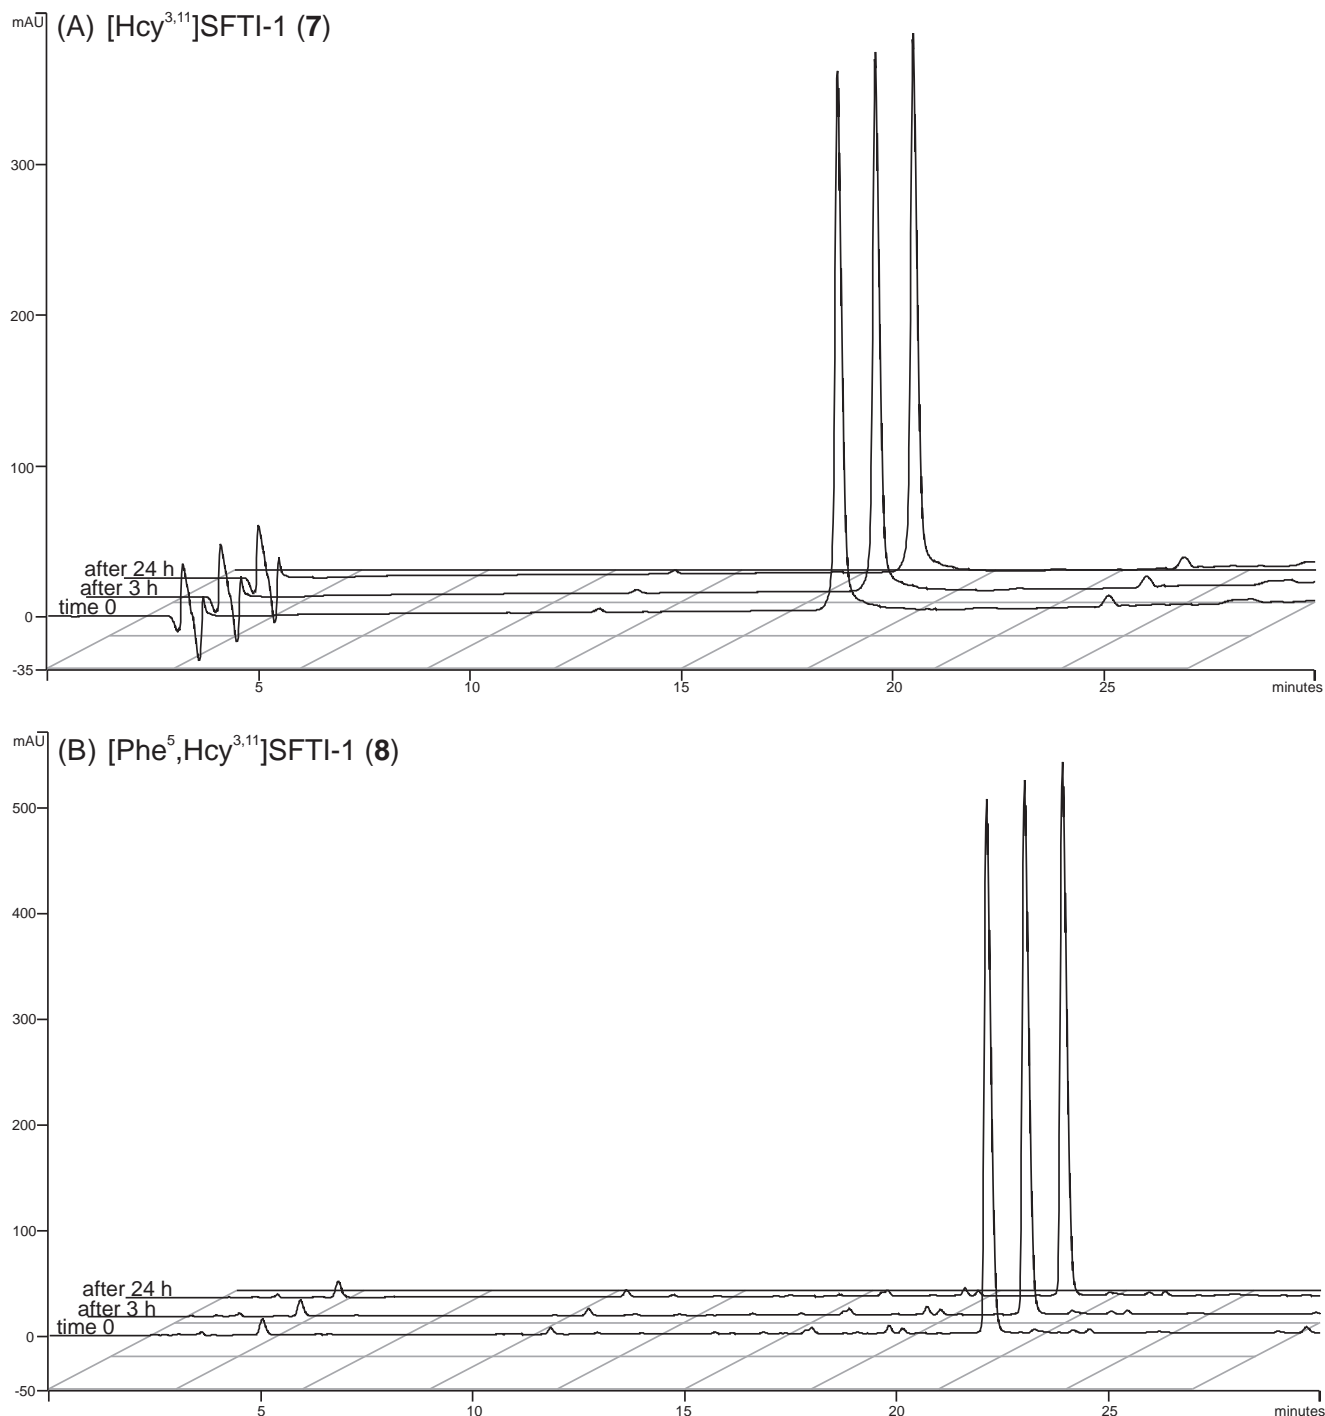 mAU
(A) [Hcy3,11]SFTI-1 (7)
300
200
100
after 24 h
after 3 h
time 0
0
-35
5 10 15 20 25 minutes
mAU
(B) [Phe5,Hcy3,11]SFTI-1 (8)
500
400
300
200
100
after 24 h
after 3 h
time 0
0
-50
5 10 15 20 25 minutes